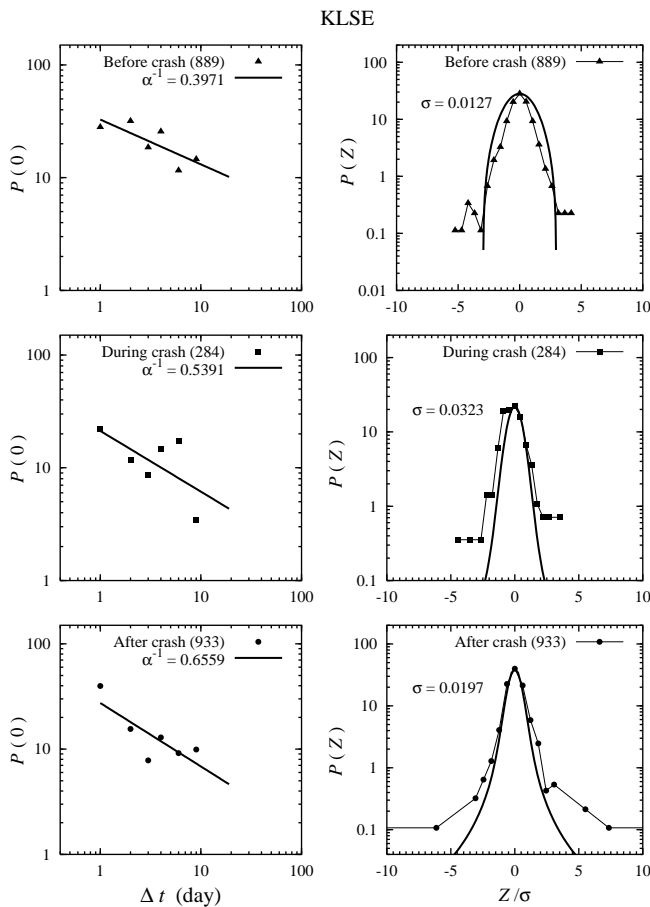 KLSE
Before crash (889)
α⁻¹ = 0.3971
P (0)
100
10
1
1 10 100
Before crash (889)
σ = 0.0127
P (Z)
100
10
1
0.1
0.01
-10 -5 0 5 10
During crash (284)
α⁻¹ = 0.5391
P (0)
100
10
1
1 10 100
During crash (284)
σ = 0.0323
P (Z)
100
10
1
0.1
-10 -5 0 5 10
After crash (933)
α⁻¹ = 0.6559
P (0)
100
10
1
1 10 100
Δ t (day)
After crash (933)
σ = 0.0197
P (Z)
100
10
1
0.1
-10 -5 0 5 10
Z/σ